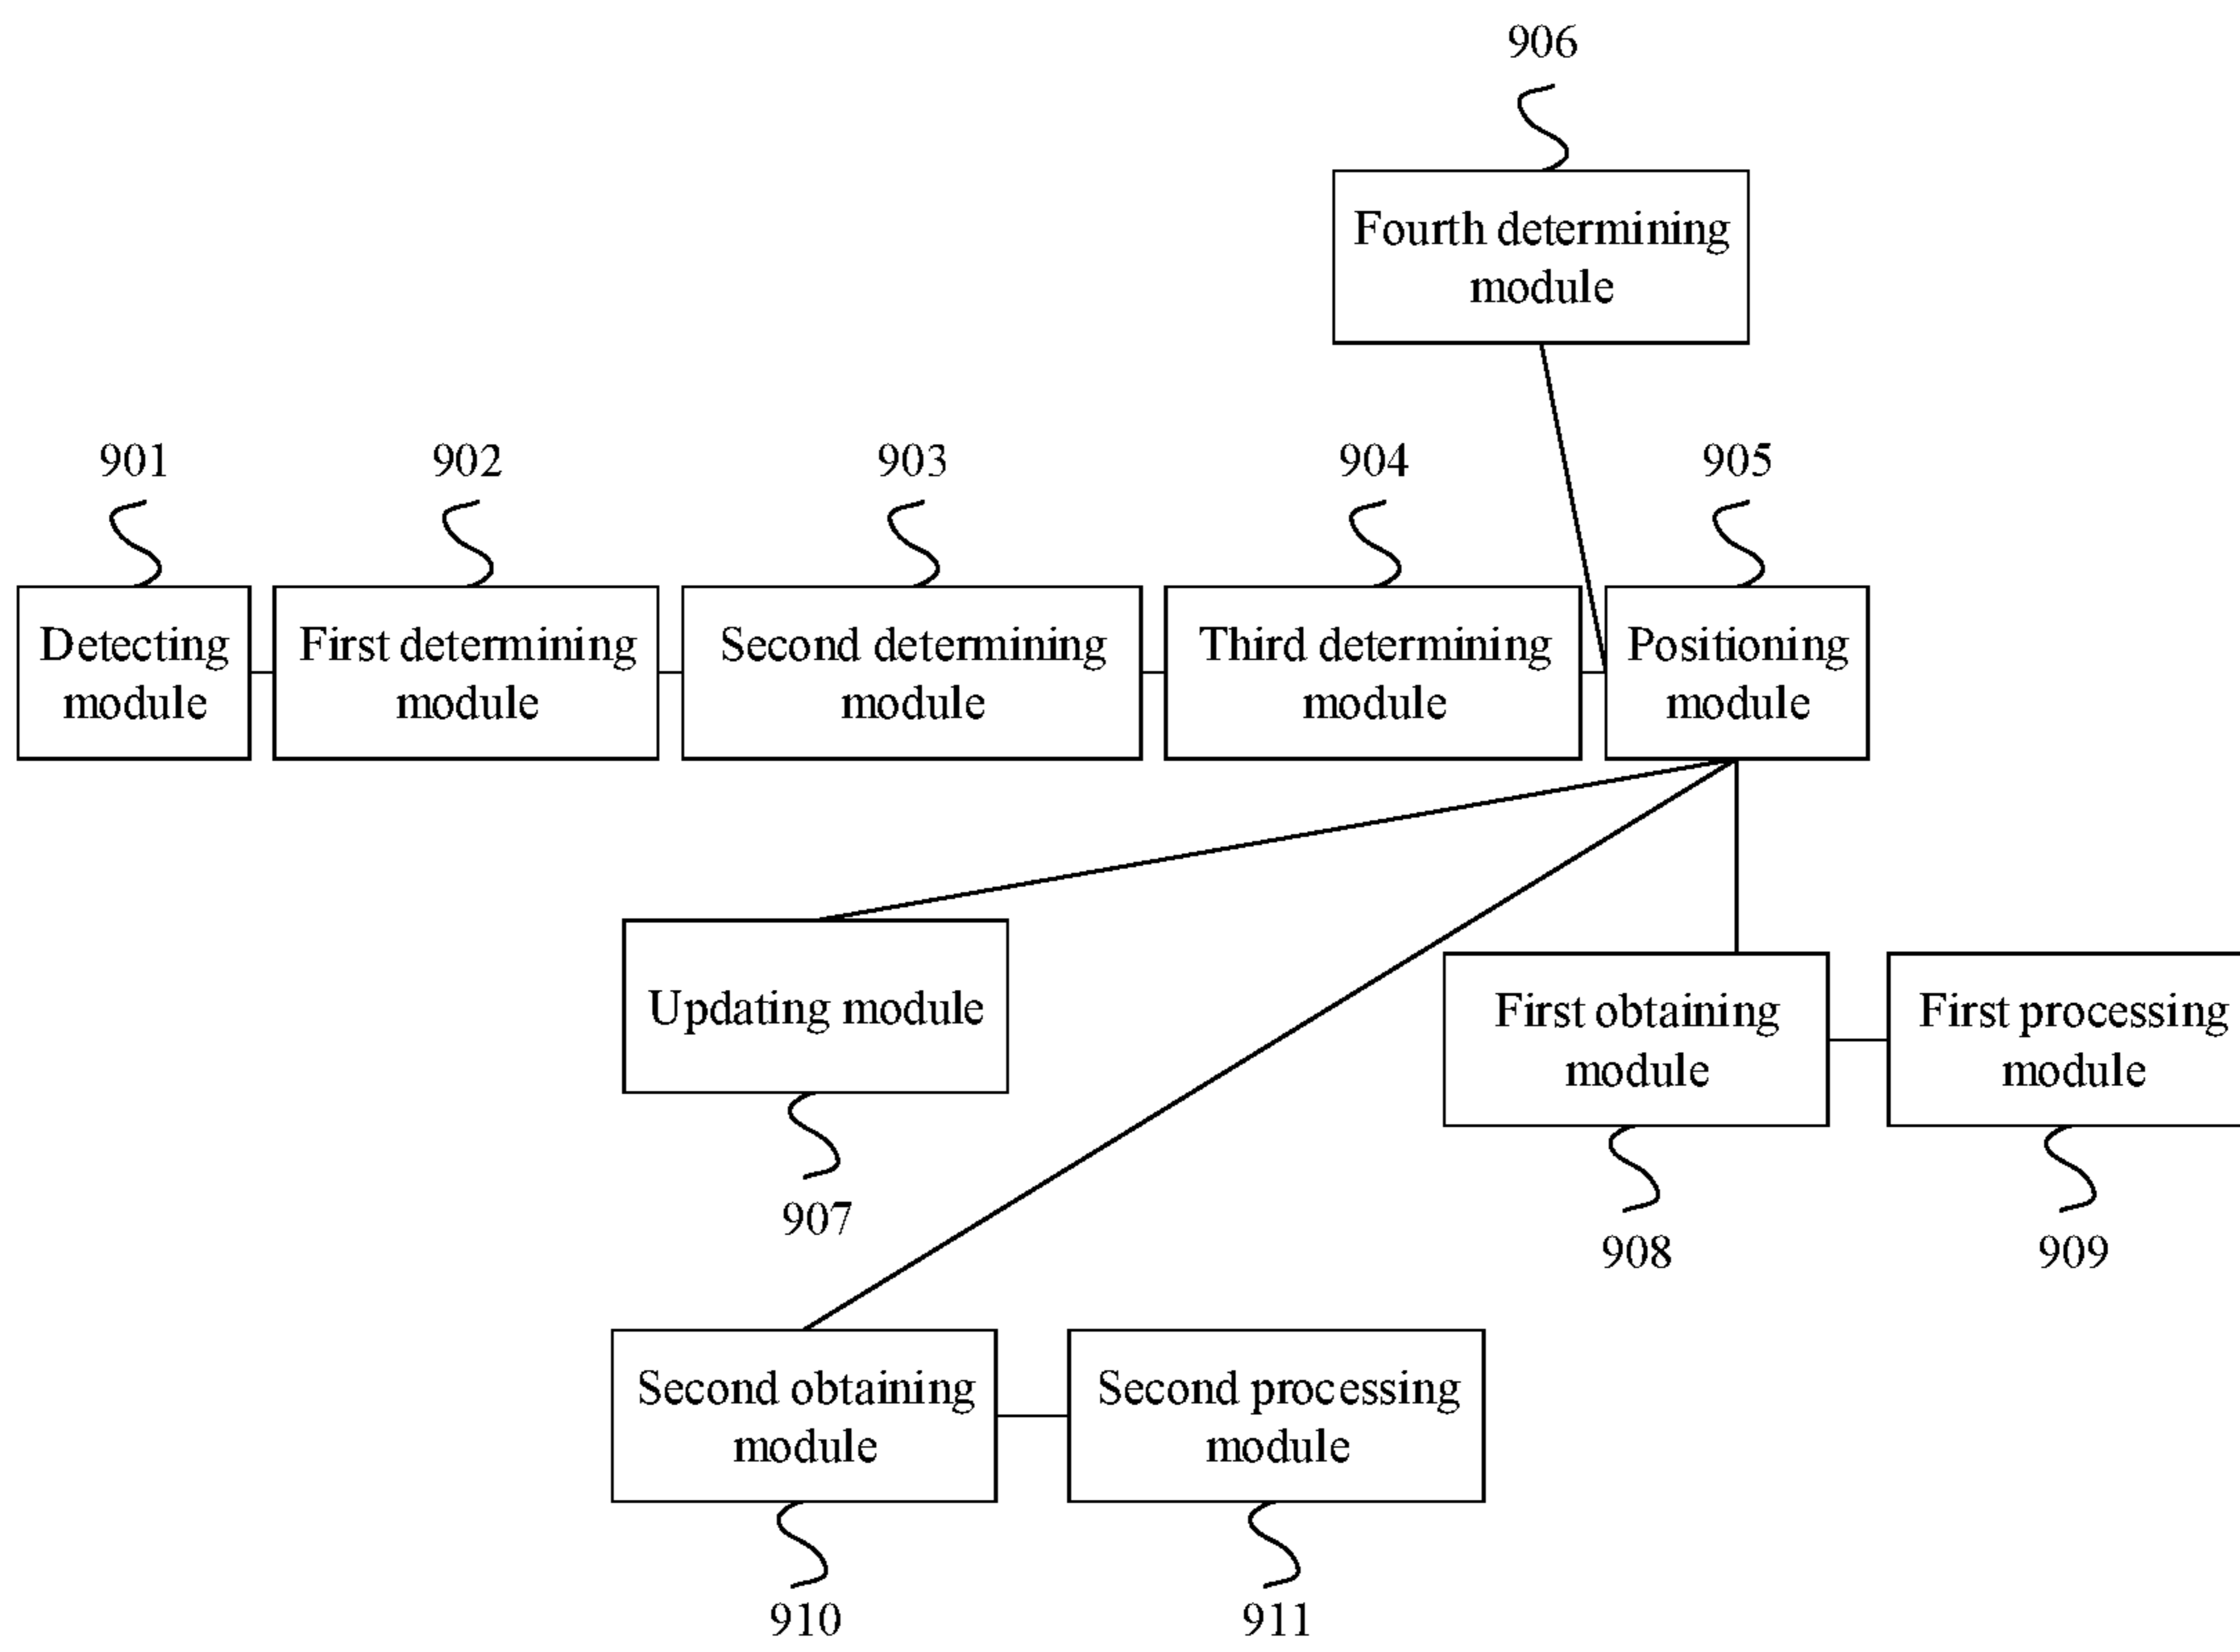 906
Fourth determining
module
901
902
903
904
905
Detecting
module
First determining
module
Second determining
module
Third determining
module
Positioning
module
Updating module
907
First obtaining
module
908
First processing
module
909
Second obtaining
module
910
Second processing
module
911